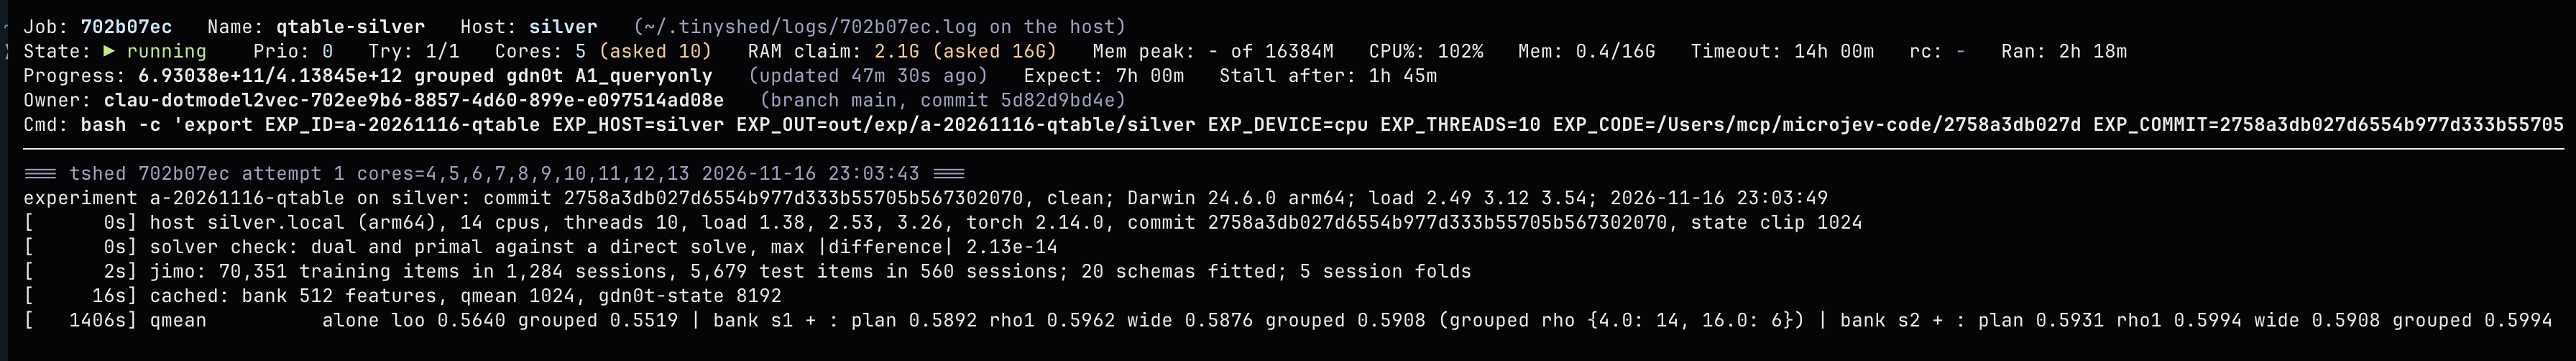 Job: 702b07ec   Name: qtable-silver   Host: silver   (~/.tinyshed/logs/702b07ec.log on the host)
State: ▶ running    Prio: 0   Try: 1/1   Cores: 5 (asked 10)   RAM claim: 2.1G (asked 16G)   Mem peak: - of 16384M   CPU%: 102%   Mem: 0.4/16G   Timeout: 14h 00m   rc: -   Ran: 2h 18m
Progress: 6.93038e+11/4.13845e+12 grouped gdn0t A1_queryonly   (updated 47m 30s ago)   Expect: 7h 00m   Stall after: 1h 45m
Owner: clau-dotmodel2vec-702ee9b6-8857-4d60-899e-e097514ad08e   (branch main, commit 5d82d9bd4e)
Cmd: bash -c 'export EXP_ID=a-20261116-qtable EXP_HOST=silver EXP_OUT=out/exp/a-20261116-qtable/silver EXP_DEVICE=cpu EXP_THREADS=10 EXP_CODE=/Users/mcp/microjev-code/2758a3db027d EXP_COMMIT=2758a3db027d6554b977d333b55705
=== tshed 702b07ec attempt 1 cores=4,5,6,7,8,9,10,11,12,13 2026-11-16 23:03:43 ===
experiment a-20261116-qtable on silver: commit 2758a3db027d6554b977d333b55705b567302070, clean; Darwin 24.6.0 arm64; load 2.49 3.12 3.54; 2026-11-16 23:03:49
[      0s] host silver.local (arm64), 14 cpus, threads 10, load 1.38, 2.53, 3.26, torch 2.14.0, commit 2758a3db027d6554b977d333b55705b567302070, state clip 1024
[      0s] solver check: dual and primal against a direct solve, max |difference| 2.13e-14
[      2s] jimo: 70,351 training items in 1,284 sessions, 5,679 test items in 560 sessions; 20 schemas fitted; 5 session folds
[     16s] cached: bank 512 features, qmean 1024, gdn0t-state 8192
[   1406s] qmean          alone loo 0.5640 grouped 0.5519 | bank s1 + : plan 0.5892 rho1 0.5962 wide 0.5876 grouped 0.5908 (grouped rho {4.0: 14, 16.0: 6}) | bank s2 + : plan 0.5931 rho1 0.5994 wide 0.5908 grouped 0.5994